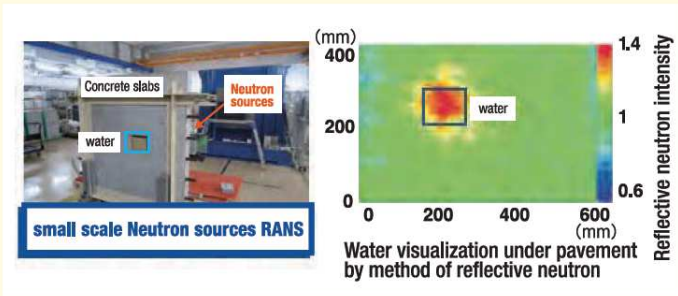 Concrete slabs
Neutron
sources
water
small scale Neutron sources RANS
(mm)
400
200
0
water
0
200
400
600
(mm)
1.4
1
0.6
Reflective neutron intensity
Water visualization under pavement
by method of reflective neutron